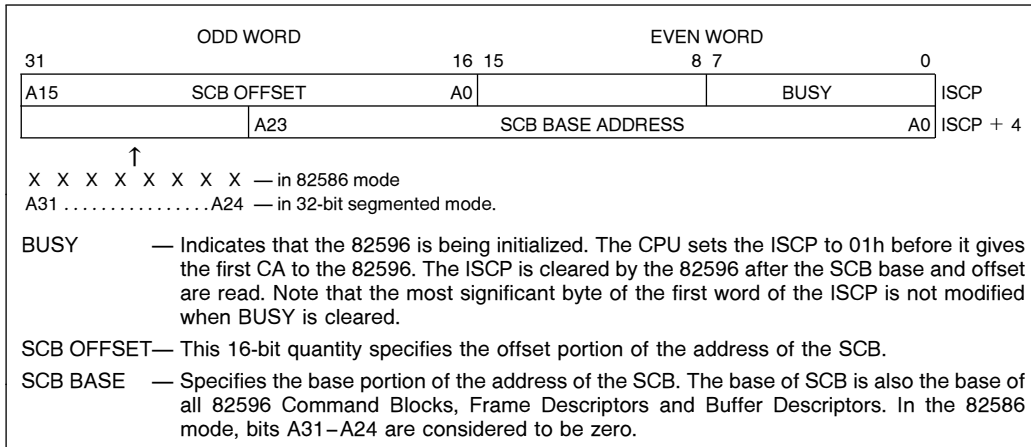 ODD WORD EVEN WORD
31 16 15 8 7 0
A15 SCB OFFSET A0 BUSY ISCP
A23 SCB BASE ADDRESS A0 ISCP + 4
↑
X X X X X X X X — in 82586 mode
A31 . . . . . . . . . . . . . . . . A24 — in 32-bit segmented mode.
BUSY — Indicates that the 82596 is being initialized. The CPU sets the ISCP to 01h before it gives
the first CA to the 82596. The ISCP is cleared by the 82596 after the SCB base and offset
are read. Note that the most significant byte of the first word of the ISCP is not modified
when BUSY is cleared.
SCB OFFSET— This 16-bit quantity specifies the offset portion of the address of the SCB.
SCB BASE — Specifies the base portion of the address of the SCB. The base of SCB is also the base of
all 82596 Command Blocks, Frame Descriptors and Buffer Descriptors. In the 82586
mode, bits A31–A24 are considered to be zero.